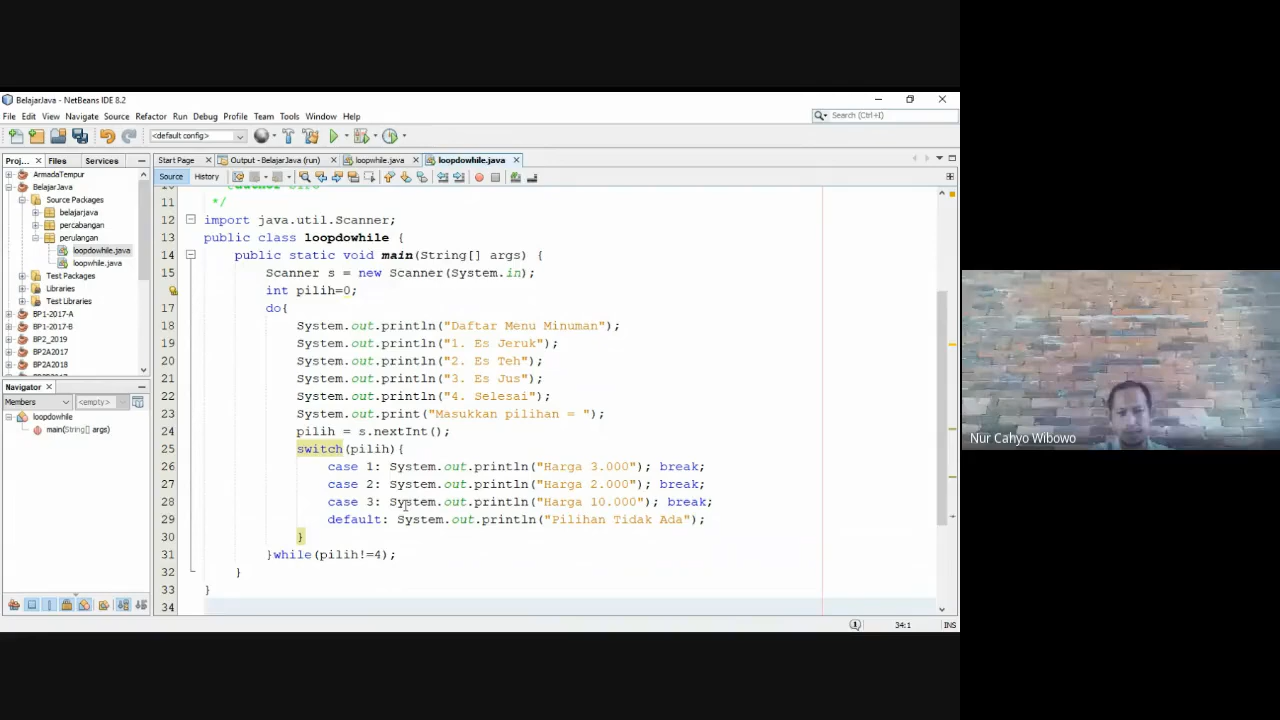 BelajarJava - NetBeans IDE 8.2
File Edit View Navigate Source Refactor Run Debug Profile Team Tools Window Help
Search (Ctrl+I)
<default config>
Proj... Files Services
Start Page Output - BelajarJava (run) loopwhile.java loopdowhile.java
Source History
ArmadaTempur
BelajarJava
Source Packages
belajarjava
percabangan
perulangan
loopdowhile.java
loopwhile.java
Test Packages
Libraries
Test Libraries
BP1-2017-A
BP1-2017-B
BP2_2019
BP2A2017
BP2A2018
Navigator
Members <empty>
loopdowhile
main(String[] args)
11 */
12 import java.util.Scanner;
13 public class loopdowhile {
14 public static void main(String[] args) {
15 Scanner s = new Scanner(System.in);
int pilih=0;
17 do{
18 System.out.println("Daftar Menu Minuman");
19 System.out.println("1. Es Jeruk");
20 System.out.println("2. Es Teh");
21 System.out.println("3. Es Jus");
22 System.out.println("4. Selesai");
23 System.out.print("Masukkan pilihan = ");
24 pilih = s.nextInt();
25 switch(pilih){
26 case 1: System.out.println("Harga 3.000"); break;
27 case 2: System.out.println("Harga 2.000"); break;
28 case 3: System.out.println("Harga 10.000"); break;
29 default: System.out.println("Pilihan Tidak Ada");
30 }
31 }while(pilih!=4);
32 }
33 }
34
34:1 INS
Nur Cahyo Wibowo